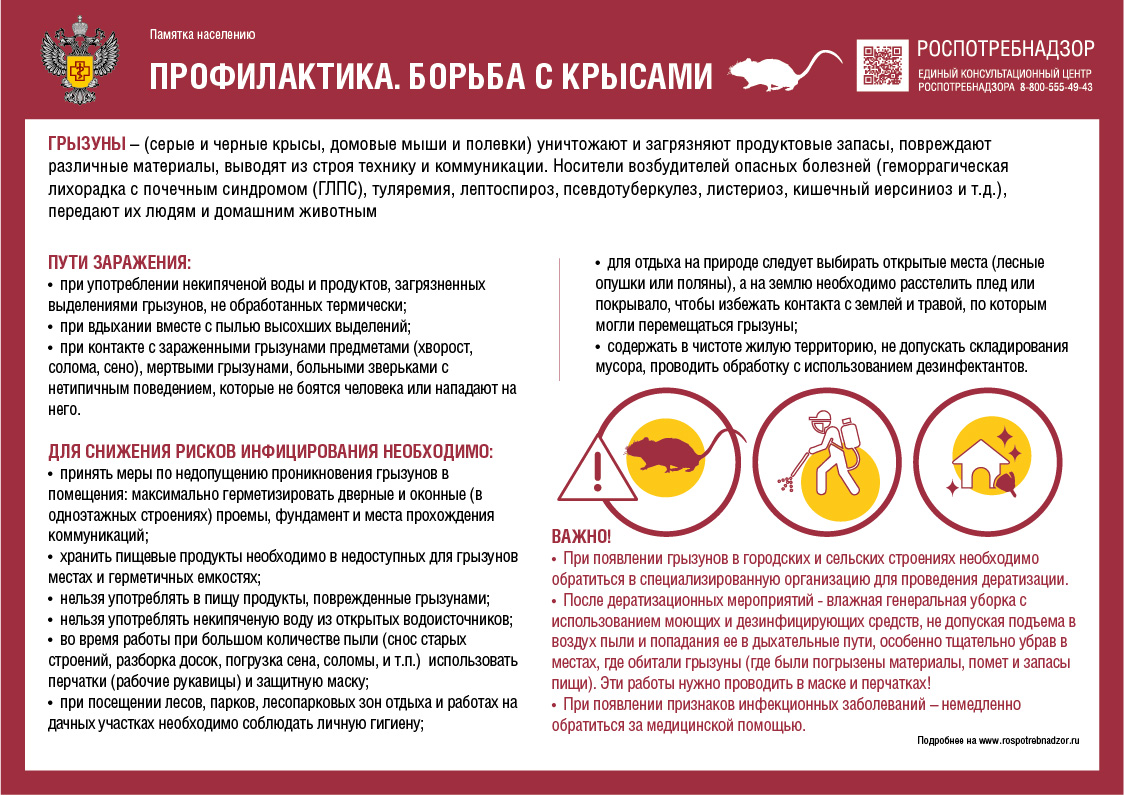 Памятка населению
ПРОФИЛАКТИКА. БОРЬБА С КРЫСАМИ
РОСПОТРЕБНАДЗОР
ЕДИНЫЙ КОНСУЛЬТАЦИОННЫЙ ЦЕНТР
РОСПОТРЕБНАДЗОРА 8-800-555-49-43
ГРЫЗУНЫ – (серые и черные крысы, домовые мыши и полевки) уничтожают и загрязняют продуктовые запасы, повреждают
различные материалы, выводят из строя технику и коммуникации. Носители возбудителей опасных болезней (геморрагическая
лихорадка с почечным синдромом (ГЛПС), туляремия, лептоспироз, псевдотуберкулез, листериоз, кишечный иерсиниоз и т.д.),
передают их людям и домашним животным
ПУТИ ЗАРАЖЕНИЯ:
• при употреблении некипяченой воды и продуктов, загрязненных
выделениями грызунов, не обработанных термически;
• при вдыхании вместе с пылью высохших выделений;
• при контакте с зараженными грызунами предметами (хворост,
солома, сено), мертвыми грызунами, больными зверьками с
нетипичным поведением, которые не боятся человека или нападают на
него.
ДЛЯ СНИЖЕНИЯ РИСКОВ ИНФИЦИРОВАНИЯ НЕОБХОДИМО:
• принять меры по недопущению проникновения грызунов в
помещения: максимально герметизировать дверные и оконные (в
одноэтажных строениях) проемы, фундамент и места прохождения
коммуникаций;
• хранить пищевые продукты необходимо в недоступных для грызунов
местах и герметичных емкостях;
• нельзя употреблять в пищу продукты, поврежденные грызунами;
• нельзя употреблять некипяченую воду из открытых водоисточников;
• во время работы при большом количестве пыли (снос старых
строений, разборка досок, погрузка сена, соломы, и т.п.) использовать
перчатки (рабочие рукавицы) и защитную маску;
• при посещении лесов, парков, лесопарковых зон отдыха и работах на
дачных участках необходимо соблюдать личную гигиену;
• для отдыха на природе следует выбирать открытые места (лесные
опушки или поляны), а на землю необходимо расстелить плед или
покрывало, чтобы избежать контакта с землей и травой, по которым
могли перемещаться грызуны;
• содержать в чистоте жилую территорию, не допускать складирования
мусора, проводить обработку с использованием дезинфектантов.
ВАЖНО!
• При появлении грызунов в городских и сельских строениях необходимо
обратиться в специализированную организацию для проведения дератизации.
• После дератизационных мероприятий - влажная генеральная уборка с
использованием моющих и дезинфицирующих средств, не допуская подъема в
воздух пыли и попадания ее в дыхательные пути, особенно тщательно убрав в
местах, где обитали грызуны (где были погрызены материалы, помет и запасы
пищи). Эти работы нужно проводить в маске и перчатках!
• При появлении признаков инфекционных заболеваний – немедленно
обратиться за медицинской помощью.
Подробнее на www.rospotrebnadzor.ru